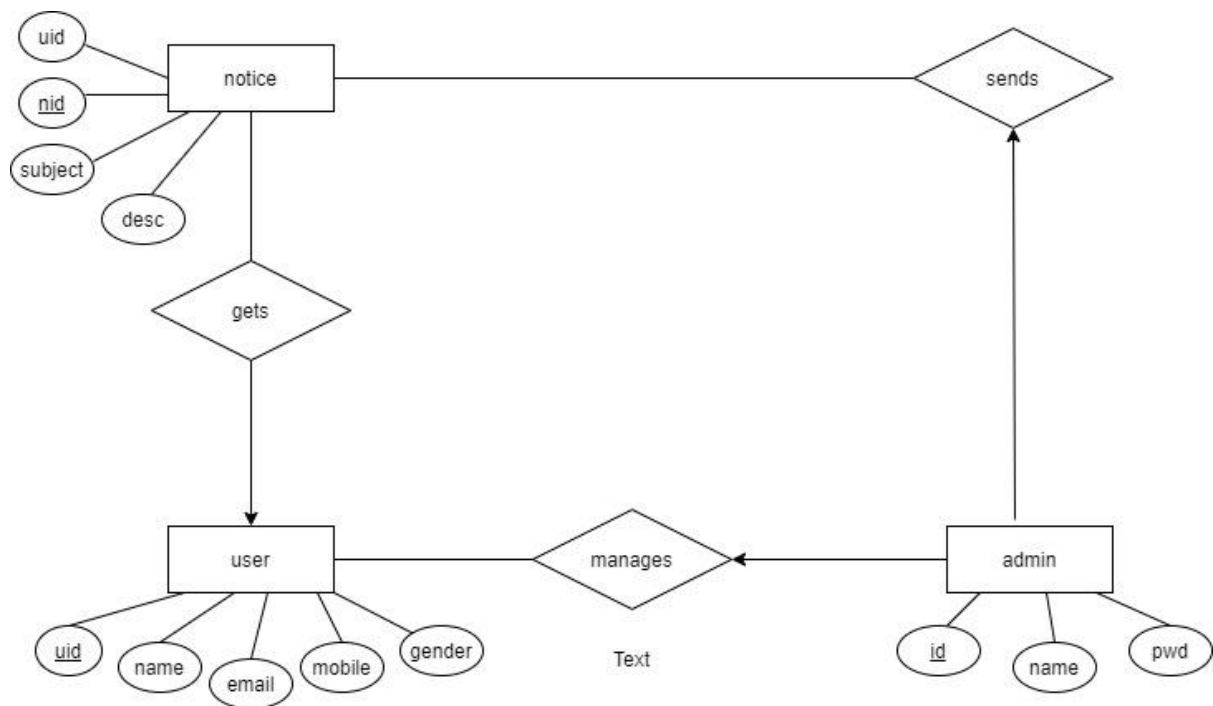 uid
notice
sends
nid
subject
desc
gets
user
manages
admin
uid
name
email
mobile
gender
Text
id
name
pwd